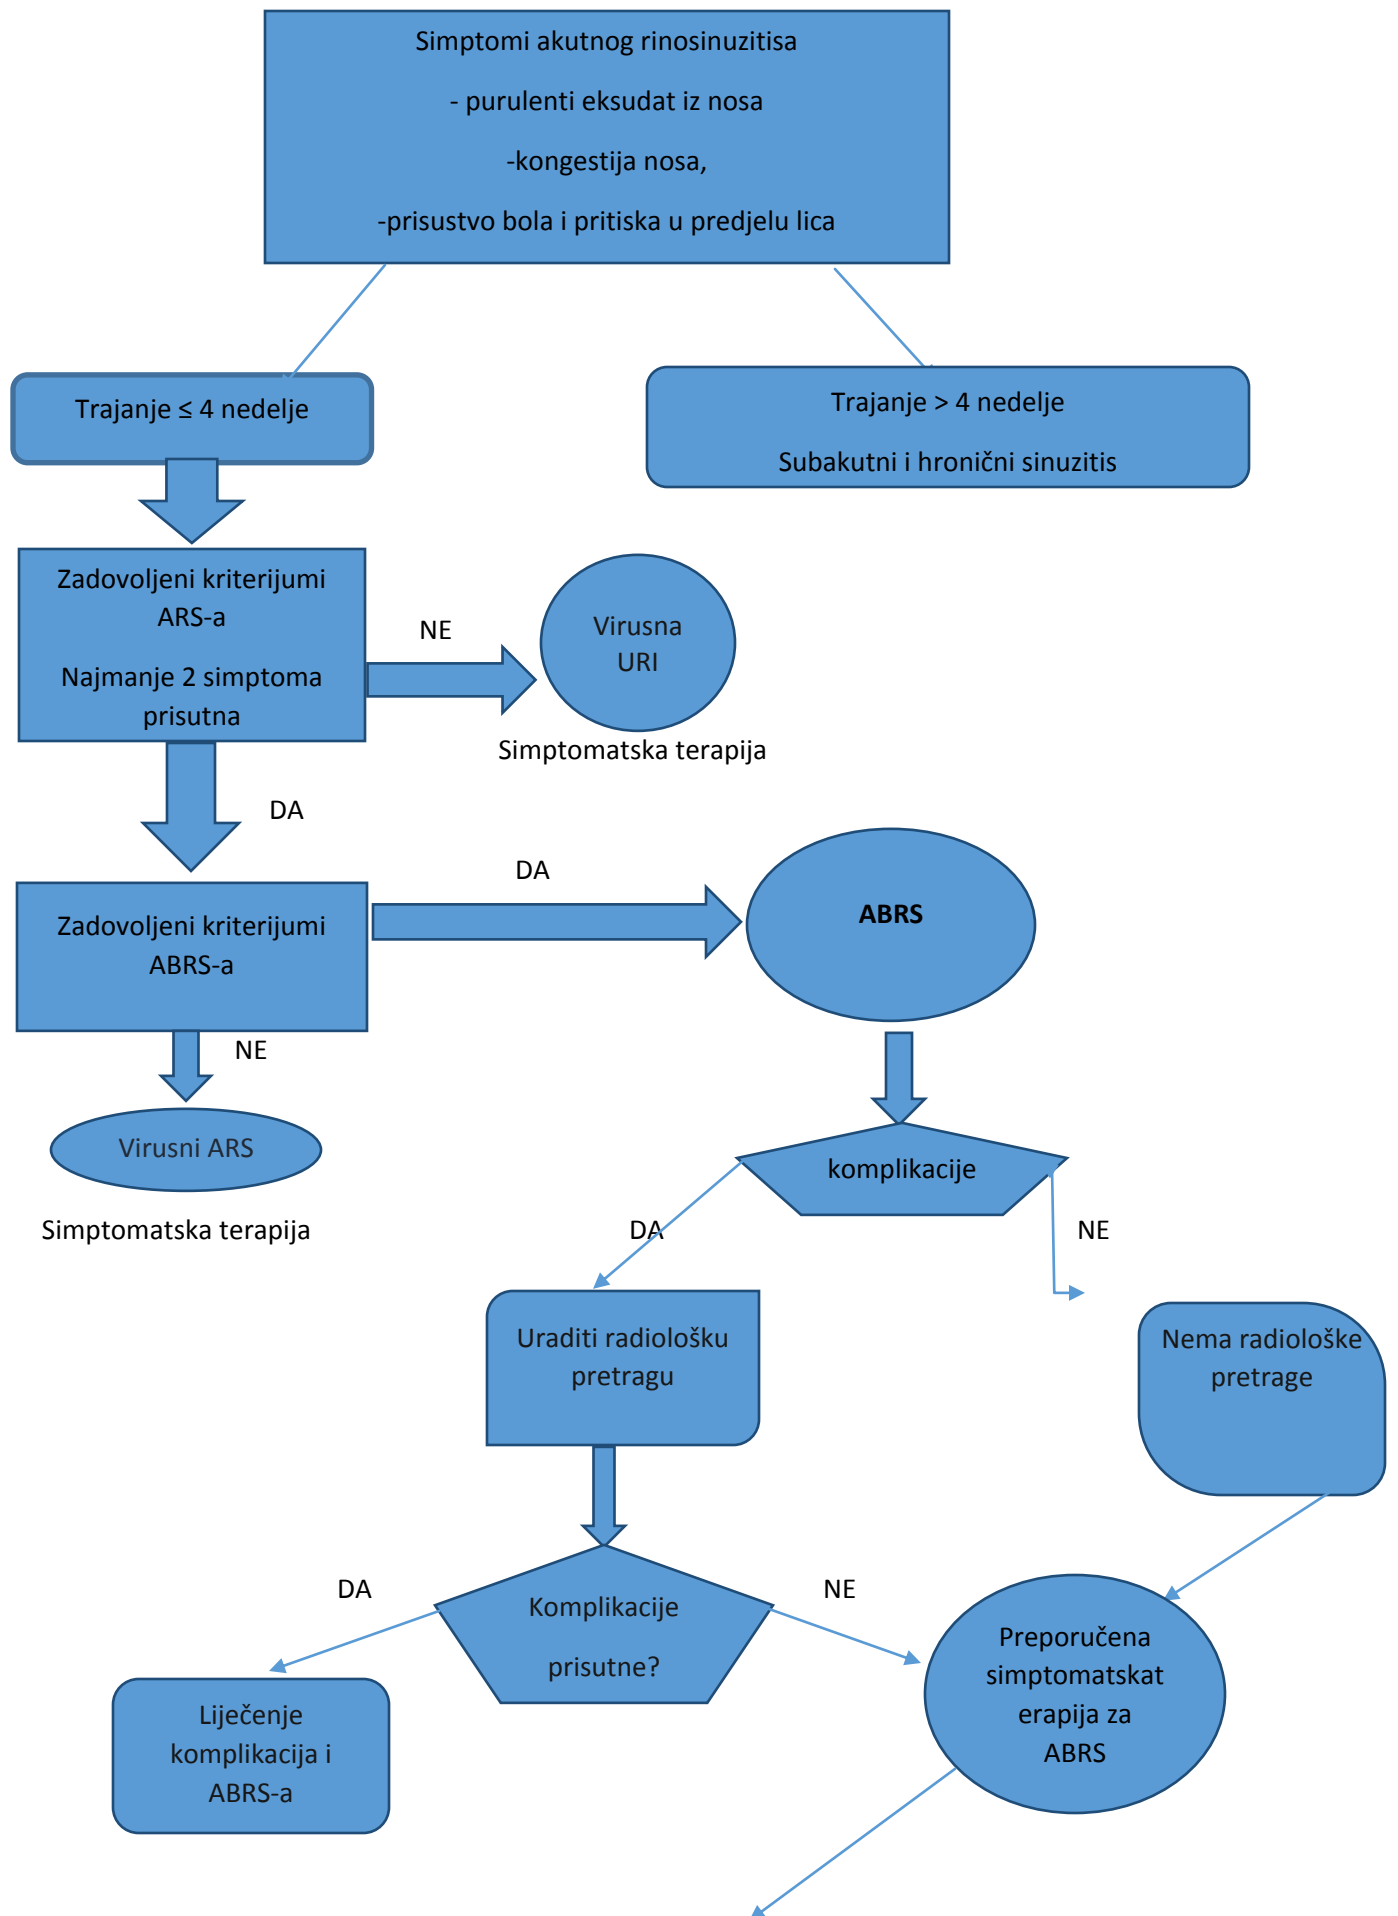 Simptomi akutnog rinosinuzitisa
- purulenti eksudat iz nosa
-kongestija nosa,
-prisustvo bola i pritiska u predjelu lica
Trajanje ≤ 4 nedelje
Trajanje > 4 nedelje
Subakutni i hronični sinuzitis
Zadovoljeni kriterijumi
ARS-a
Najmanje 2 simptoma
prisutna
NE
Virusna
URI
Simptomatska terapija
DA
Zadovoljeni kriterijumi
ABRS-a
DA
ABRS
NE
Virusni ARS
Simptomatska terapija
komplikacije
DA
NE
Uraditi radiološku
pretragu
Nema radiološke
pretrage
DA
Komplikacije
prisutne?
NE
Preporučena
simptomatskat
erapija za
ABRS
Liječenje
komplikacija i
ABRS-a